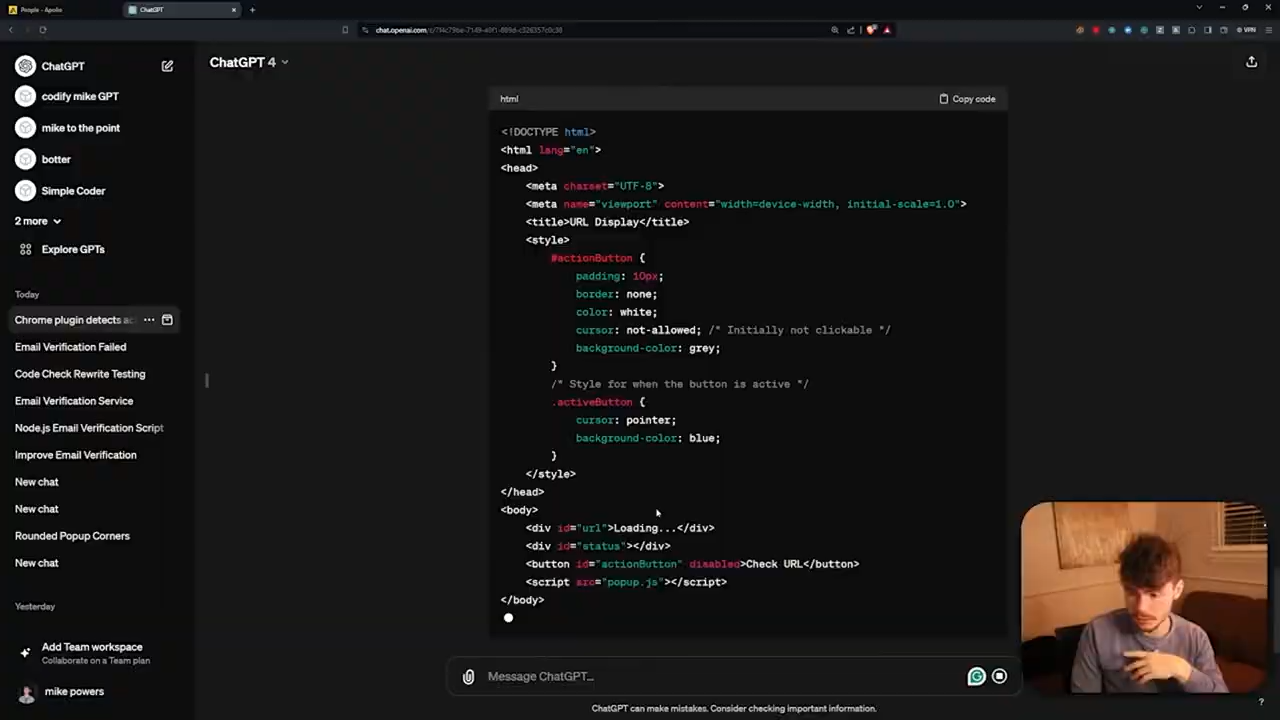 People - Apollo
ChatGPT
VPN
ChatGPT
codify mike GPT
mike to the point
botter
Simple Coder
2 more
Explore GPTs
Today
Chrome plugin detects ac
Email Verification Failed
Code Check Rewrite Testing
Email Verification Service
Node.js Email Verification Script
Improve Email Verification
New chat
New chat
Rounded Popup Corners
New chat
Yesterday
Add Team workspace
Collaborate on a Team plan
mike powers
ChatGPT 4
html
Copy code
<!DOCTYPE html>
<html lang="en">
<head>
<meta charset="UTF-8">
<meta name="viewport" content="width=device-width, initial-scale=1.0">
<title>URL Display</title>
<style>
#actionButton {
padding: 10px;
border: none;
color: white;
cursor: not-allowed; /* Initially not clickable */
background-color: grey;
}
/* Style for when the button is active */
.activeButton {
cursor: pointer;
background-color: blue;
}
</style>
</head>
<body>
<div id="url">Loading...</div>
<div id="status"></div>
<button id="actionButton" disabled>Check URL</button>
<script src="popup.js"></script>
</body>
Message ChatGPT...
ChatGPT can make mistakes. Consider checking important information.
?